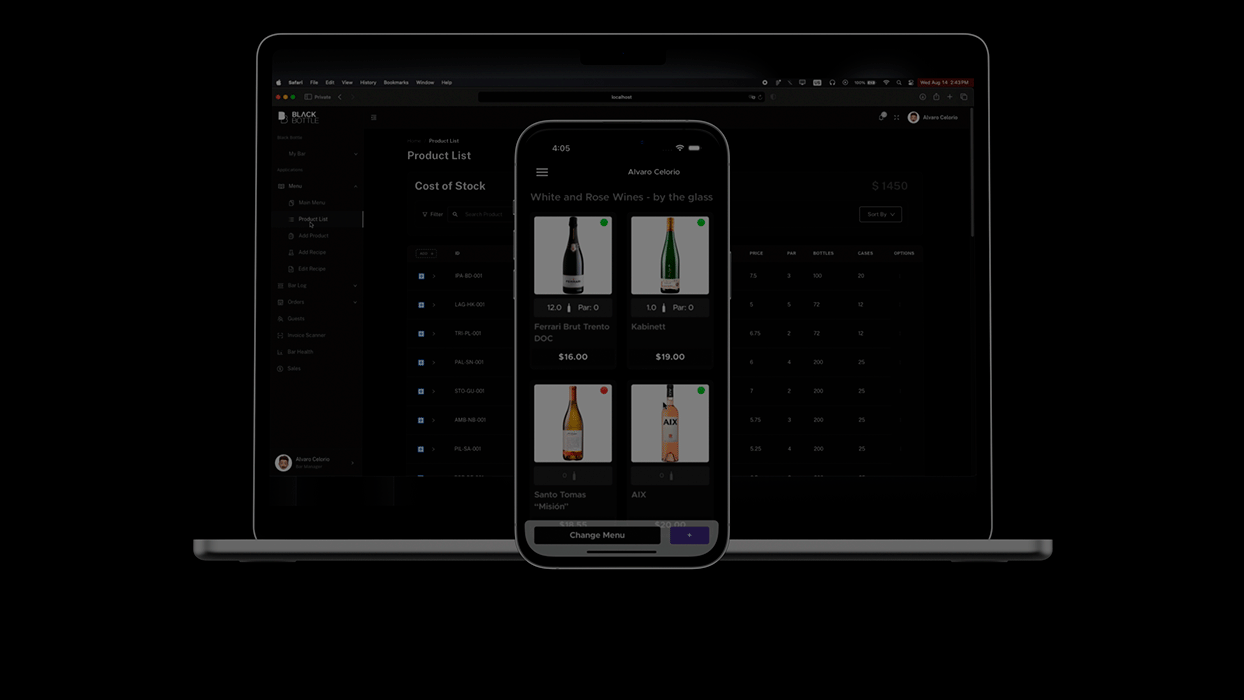 Safari File Edit View History Bookmarks Window Help
100%
Wed Aug 14 2:43PM
Private
localhost
BLACK
BOTTLE
Alvaro Celorio
My Bar
Menu
Main Menu
Product List
Add Product
Add Recipe
Edit Recipe
Bar Log
Orders
Guests
Invoice Scanner
Bar Health
Sales
Alvaro Celorio
Bar Manager
Product List
Product List
Cost of Stock
$ 1450
Filter
Search Product
Sort By
ID
PRICE PAR BOTTLES CASES OPTIONS
IPA-BD-001 7.5 3 100 20
LAG-HK-001 5 5 72 12
TRI-PL-001 6.75 2 72 12
PAL-SN-001 6 4 200 25
STO-GU-001 7 2 200 25
AMB-NB-001 5.75 3 200 25
PIL-SA-001 5.25 4 200 25
4:05
Alvaro Celorio
White and Rose Wines - by the glass
12.0 Par: 0
Ferrari Brut Trento
DOC
$16.00
1.0 Par: 0
Kabinett
$19.00
0
Santo Tomas
“Misión”
$18.55
AIX
0
AIX
$20.00
Change Menu
+